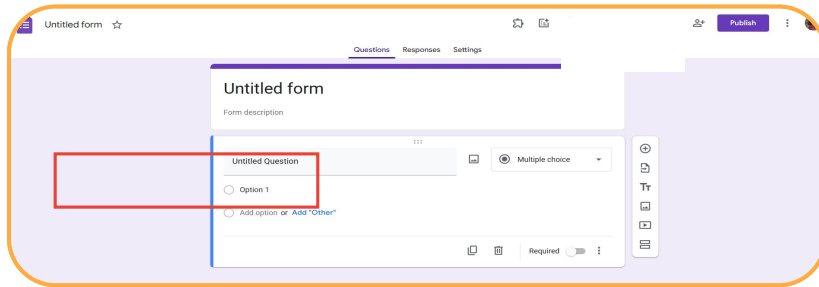 Untitled form
Publish
Questions Responses Settings
Untitled form
Form description
Untitled Question
Multiple choice
Option 1
Add option or Add "Other"
Required
TT